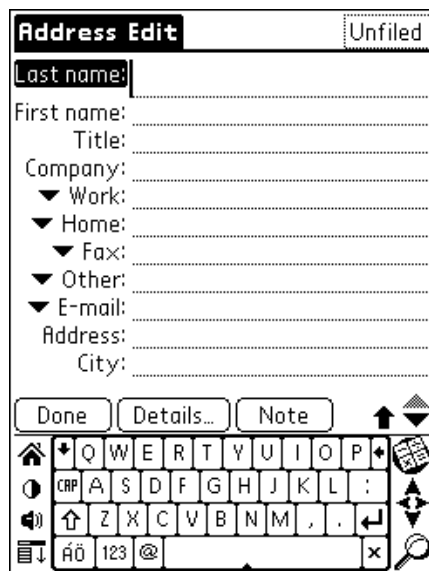 Address Edit Unfiled
Last name:
First name:
Title:
Company:
Work:
Home:
Fax:
Other:
E-mail:
Address:
City:
Done Details... Note
Q W E R T Y U I O P
CAP A S D F G H J K L :
Z X C V B N M , .
ÁÖ 123 @ x